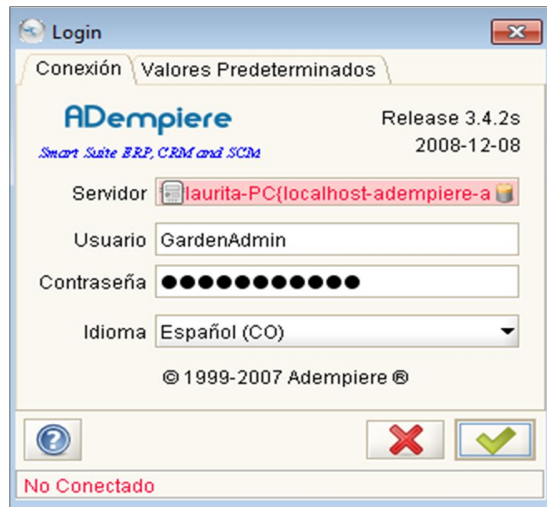 Login
Conexión Valores Predeterminados
ADempiere Release 3.4.2s
Smart Suite ERP, CRM and SCM 2008-12-08
Servidor laurita-PC{localhost-adempiere-a
Usuario GardenAdmin
Contraseña ●●●●●●●●●●●
Idioma Español (CO)
© 1999-2007 Adempiere ®
No Conectado